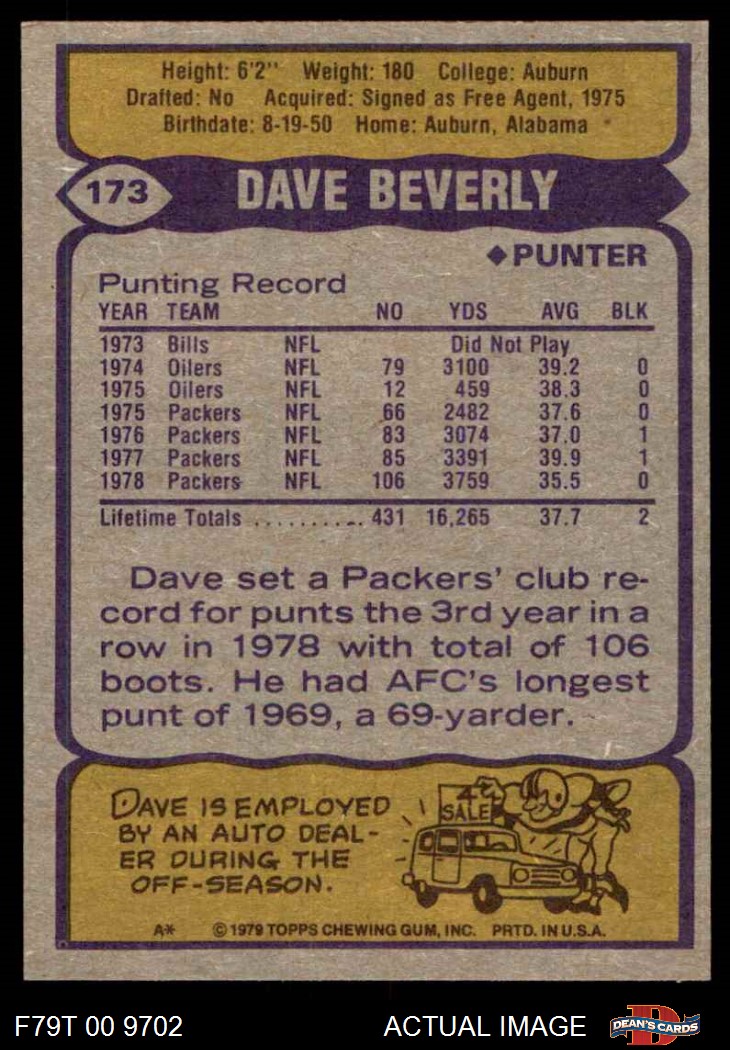 Height: 6'2" Weight: 180 College: Auburn
Drafted: No Acquired: Signed as Free Agent, 1975
Birthdate: 8-19-50 Home: Auburn, Alabama
173 DAVE BEVERLY
◆PUNTER
Punting Record
YEAR TEAM NO YDS AVG BLK
1973 Bills NFL Did Not Play
1974 Oilers NFL 79 3100 39.2 0
1975 Oilers NFL 12 459 38.3 0
1975 Packers NFL 66 2482 37.6 0
1976 Packers NFL 83 3074 37.0 1
1977 Packers NFL 85 3391 39.9 1
1978 Packers NFL 106 3759 35.5 0
Lifetime Totals .......... 431 16,265 37.7 2
Dave set a Packers' club re-
cord for punts the 3rd year in a
row in 1978 with total of 106
boots. He had AFC's longest
punt of 1969, a 69-yarder.
DAVE IS EMPLOYED
BY AN AUTO DEAL-
ER DURING THE
OFF-SEASON.
4 SALE
A* © 1979 TOPPS CHEWING GUM, INC. PRTD. IN U.S.A.
F79T 00 9702 ACTUAL IMAGE DEAN'S CARDS